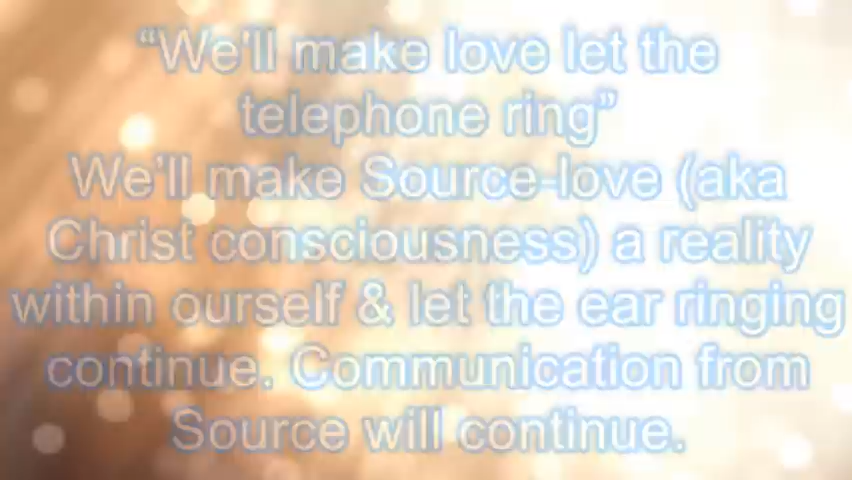 “We'll make love let the
telephone ring”
We'll make Source-love (aka
Christ consciousness) a reality
within ourself & let the ear ringing
continue. Communication from
Source will continue.